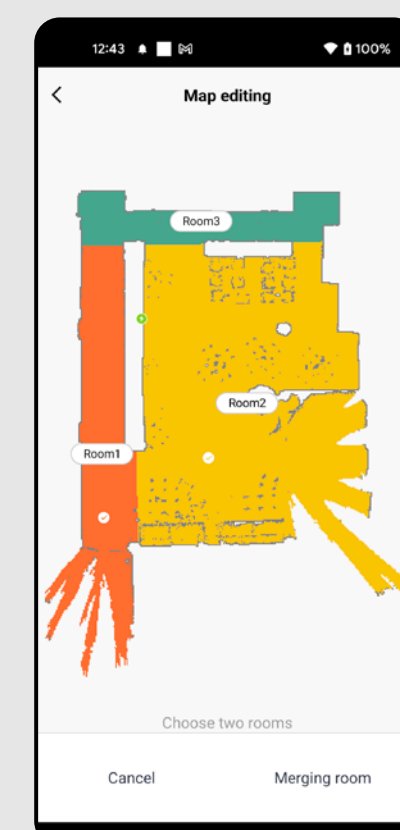 12:43 100%
Map editing
Room3
Room2
Room1
Choose two rooms
Cancel Merging room